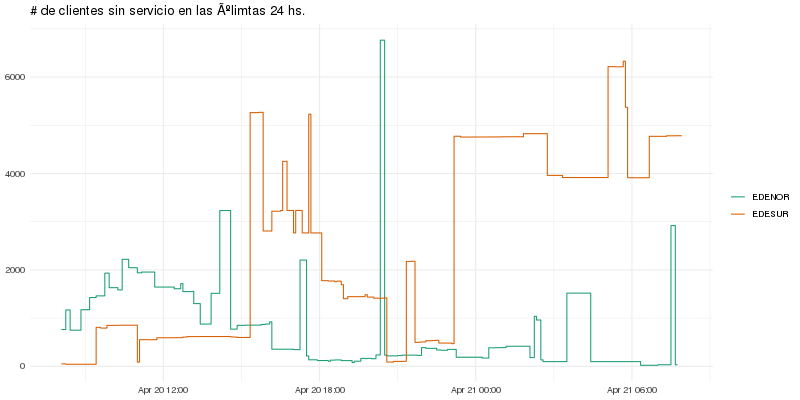 # de clientes sin servicio en las Ãºlimtas 24 hs.
6000
4000
2000
0
Apr 20 12:00
Apr 20 18:00
Apr 21 00:00
Apr 21 06:00
EDENOR
EDESUR